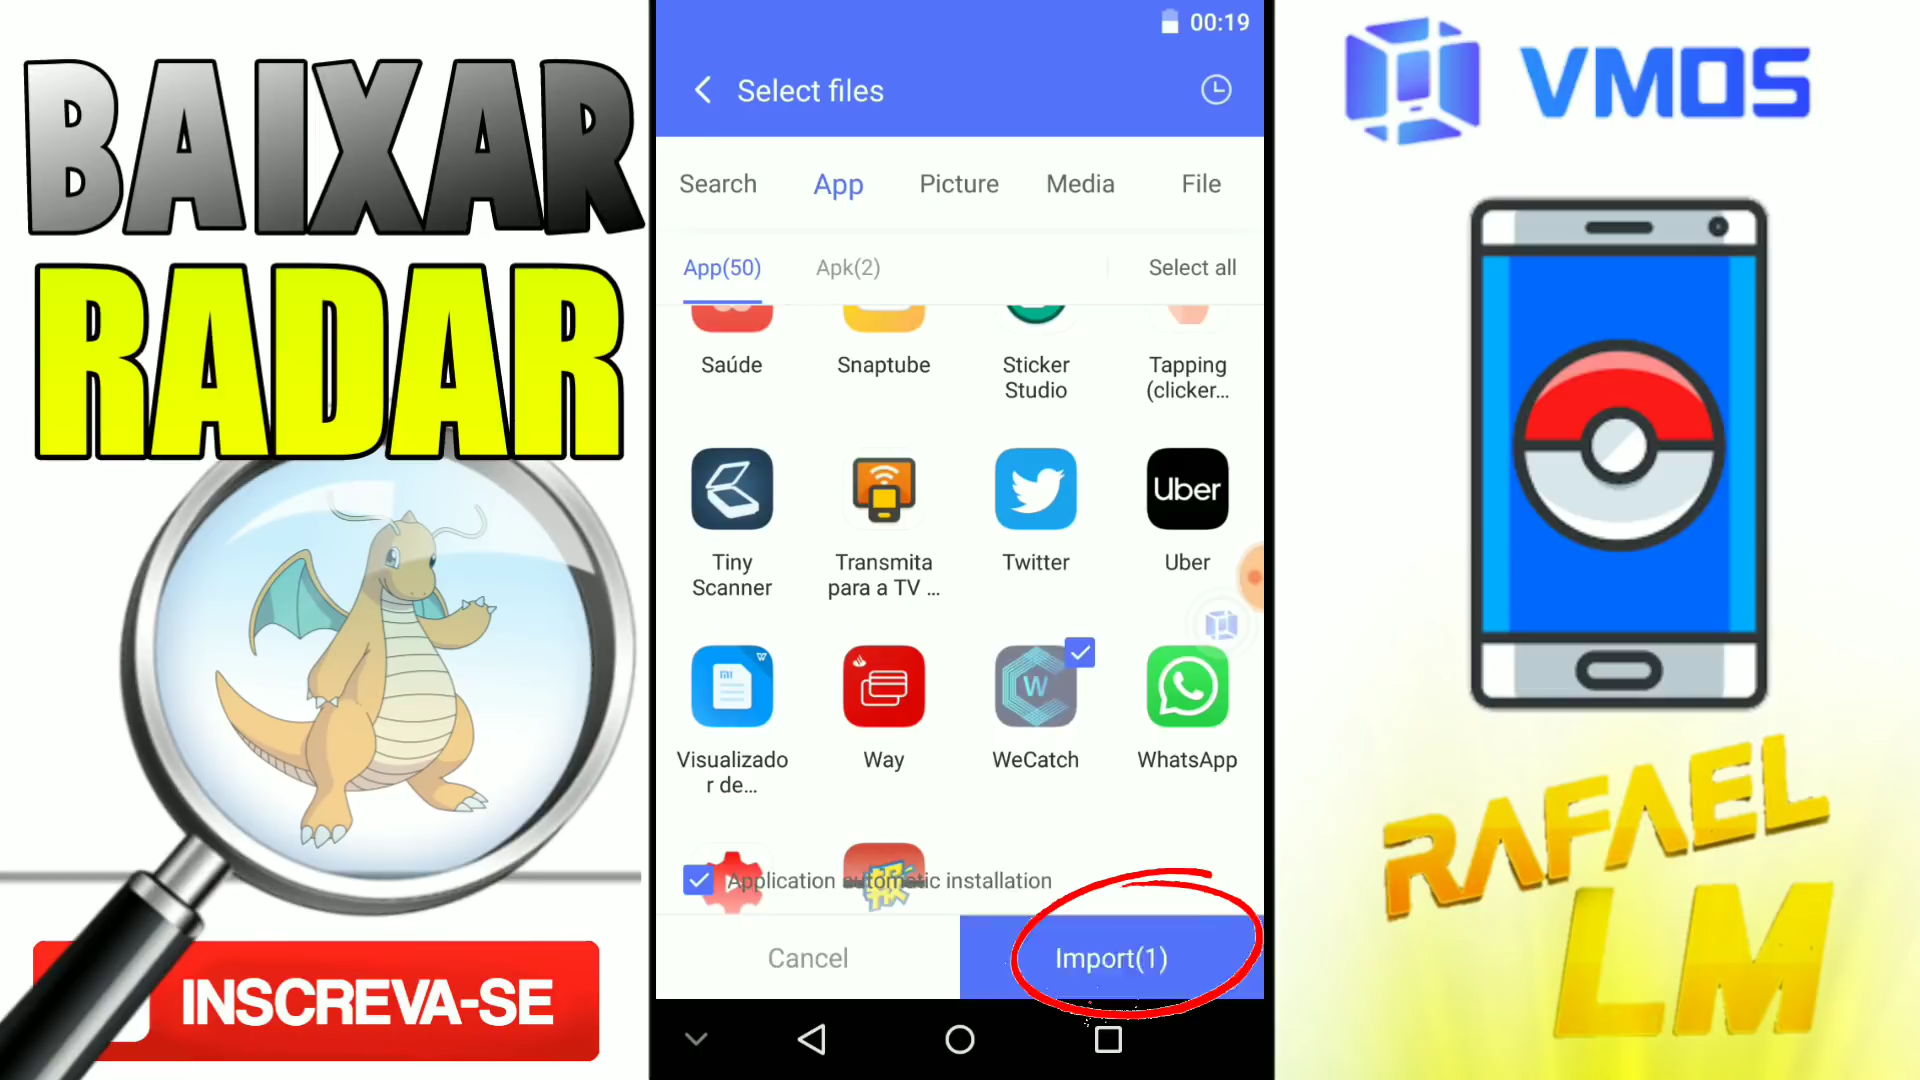 BAIXAR
RADAR
INSCREVA-SE
00:19
Select files
Search
App
Picture
Media
File
App(50)
Apk(2)
Select all
Saúde
Snaptube
Sticker
Studio
Tapping
(clicker...
Uber
Tiny
Scanner
Transmita
para a TV ...
Twitter
Uber
W
mi
W
Visualizado
r de...
Way
WeCatch
WhatsApp
Application automatic installation
Cancel
Import(1)
VMOS
RAFAEL
LM